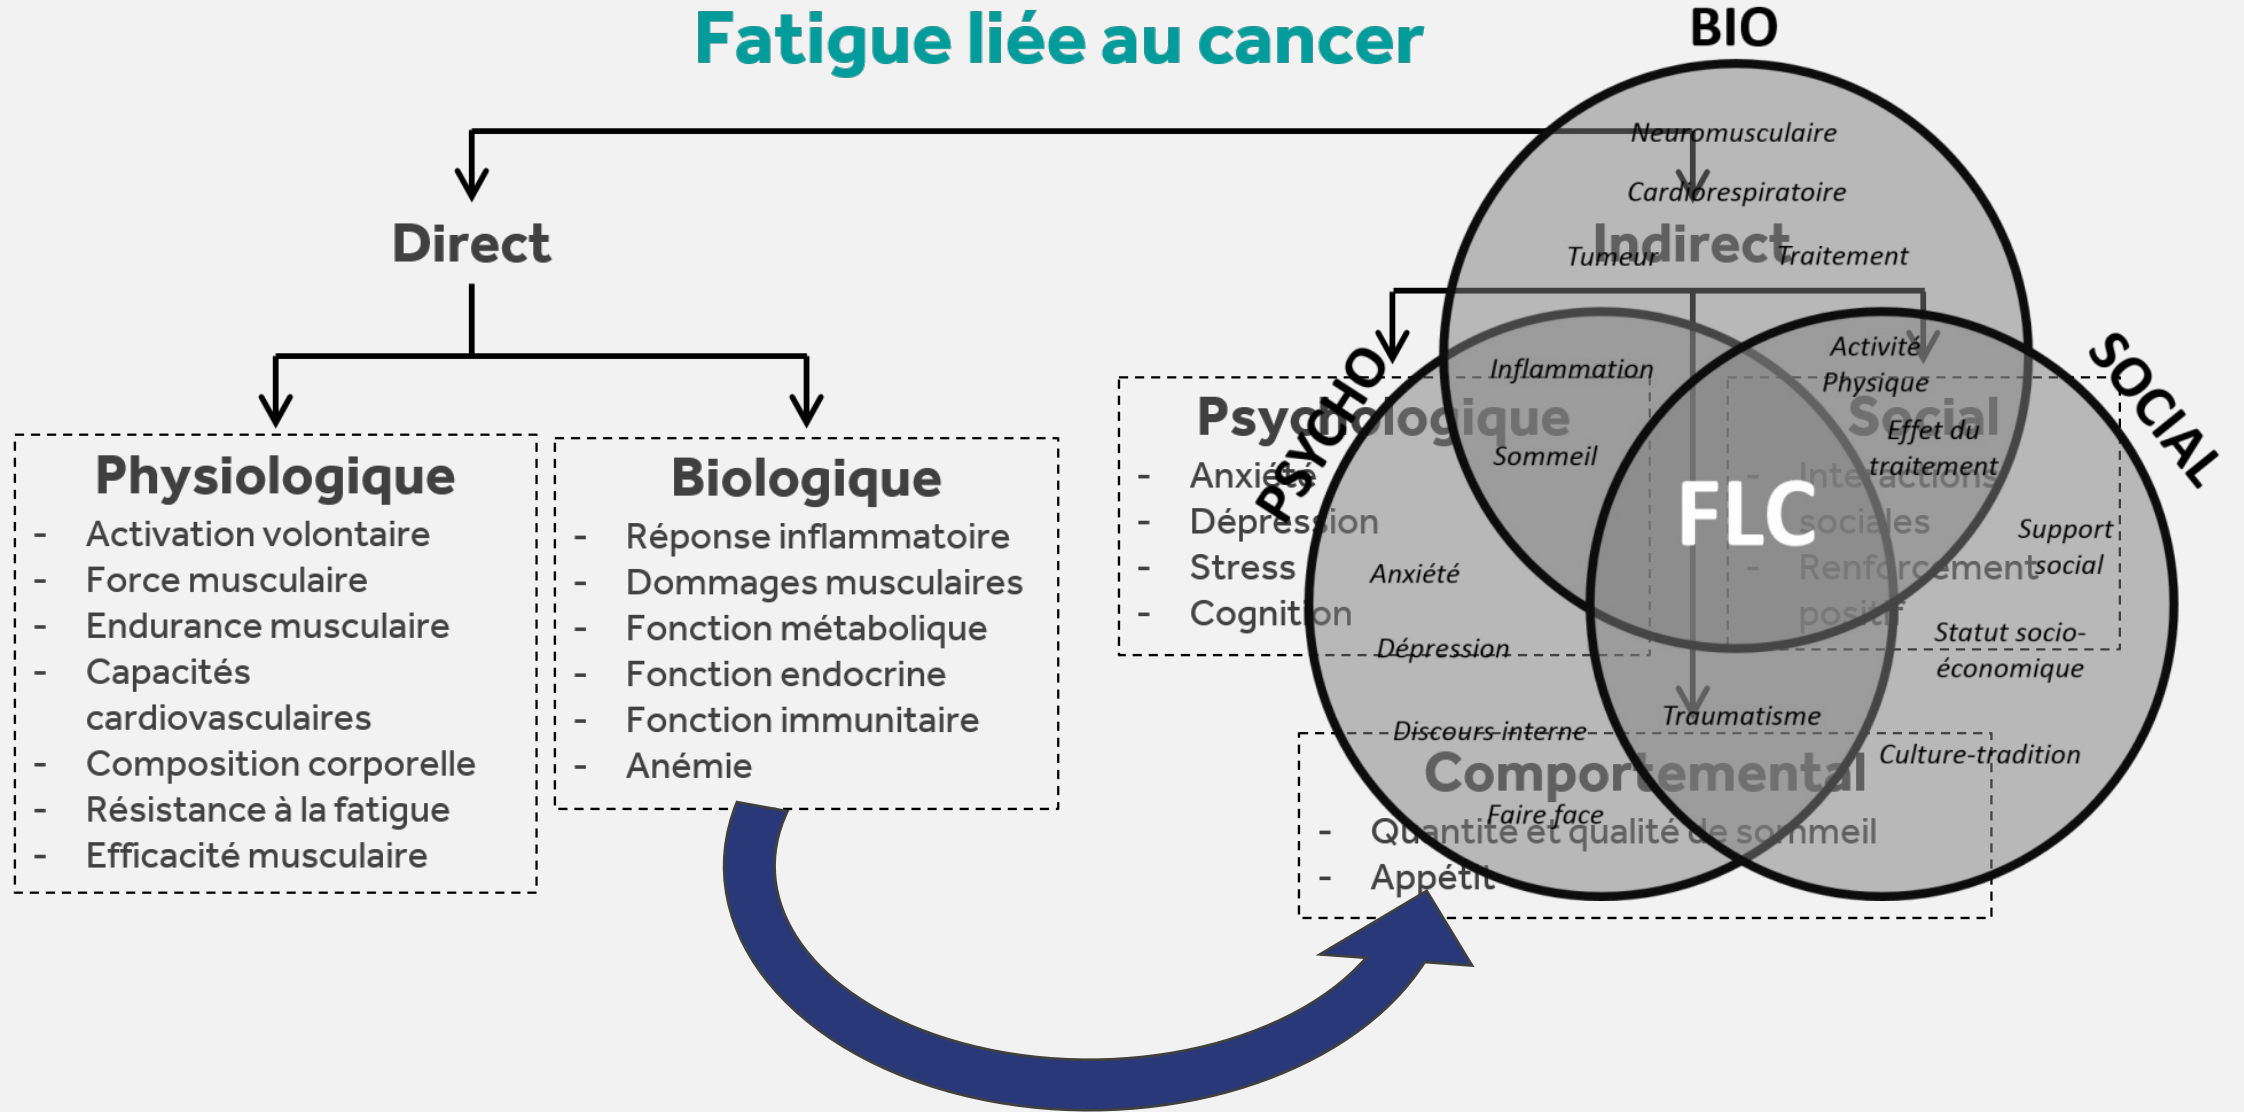 Fatigue liée au cancer
Direct
Indirect
Physiologique
- Activation volontaire
- Force musculaire
- Endurance musculaire
- Capacités
cardiovasculaires
- Composition corporelle
- Résistance à la fatigue
- Efficacité musculaire
Biologique
- Réponse inflammatoire
- Dommages musculaires
- Fonction métabolique
- Fonction endocrine
- Fonction immunitaire
- Anémie
Psychologique
- Anxiété
- Dépression
- Stress
- Cognition
Social
- Interactions
sociales
- Renforcement
positif
Comportemental
- Quantité et qualité de sommeil
- Appétit
BIO
Neuromusculaire
Cardiorespiratoire
Tumeur
Traitement
PSYCHO
SOCIAL
Inflammation
Sommeil
Activité
Physique
Effet du
traitement
FLC
Anxiété
Dépression
Discours interne
Faire face
Traumatisme
Support
social
Statut socio-
économique
Culture-tradition